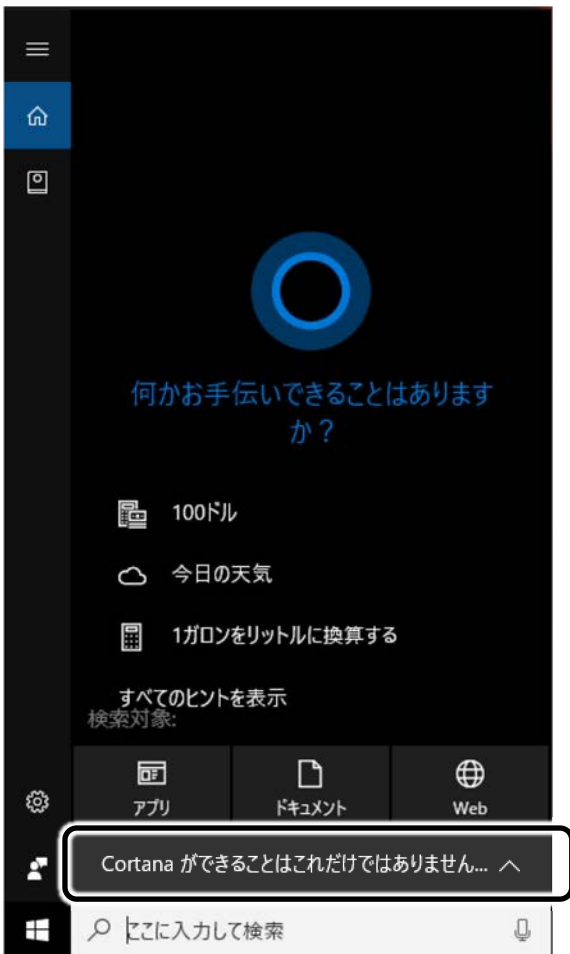 何かお手伝いできることはあります
か？
100ドル
今日の天気
1ガロンをリットルに換算する
すべてのヒントを表示
検索対象:
アプリ ドキュメント Web
Cortana ができることはこれだけではありません...
ここに入力して検索